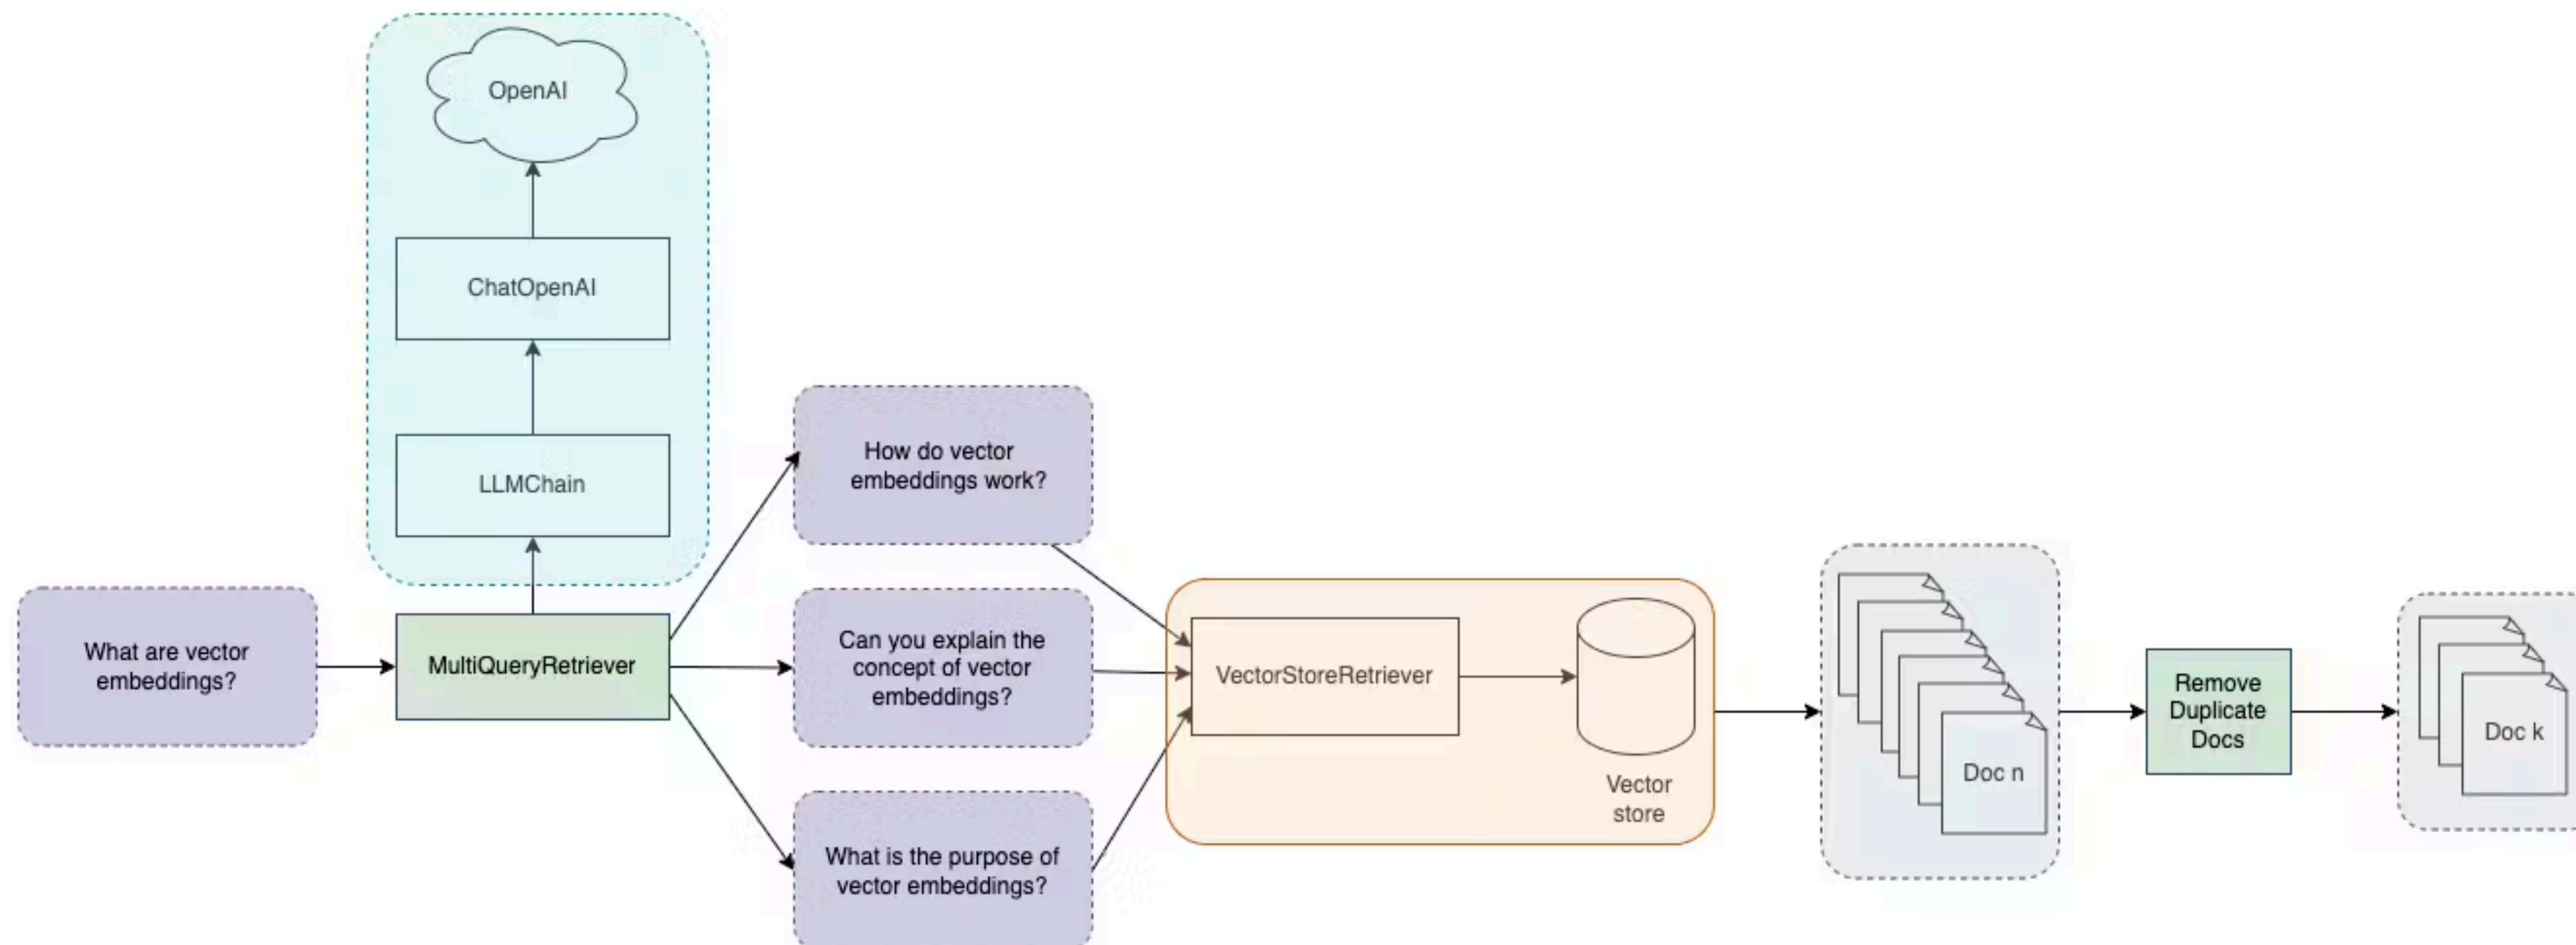 OpenAI
ChatOpenAI
LLMChain
What are vector
embeddings?
MultiQueryRetriever
How do vector
embeddings work?
Can you explain the
concept of vector
embeddings?
What is the purpose of
vector embeddings?
VectorStoreRetriever
Vector
store
Doc n
Remove
Duplicate
Docs
Doc k